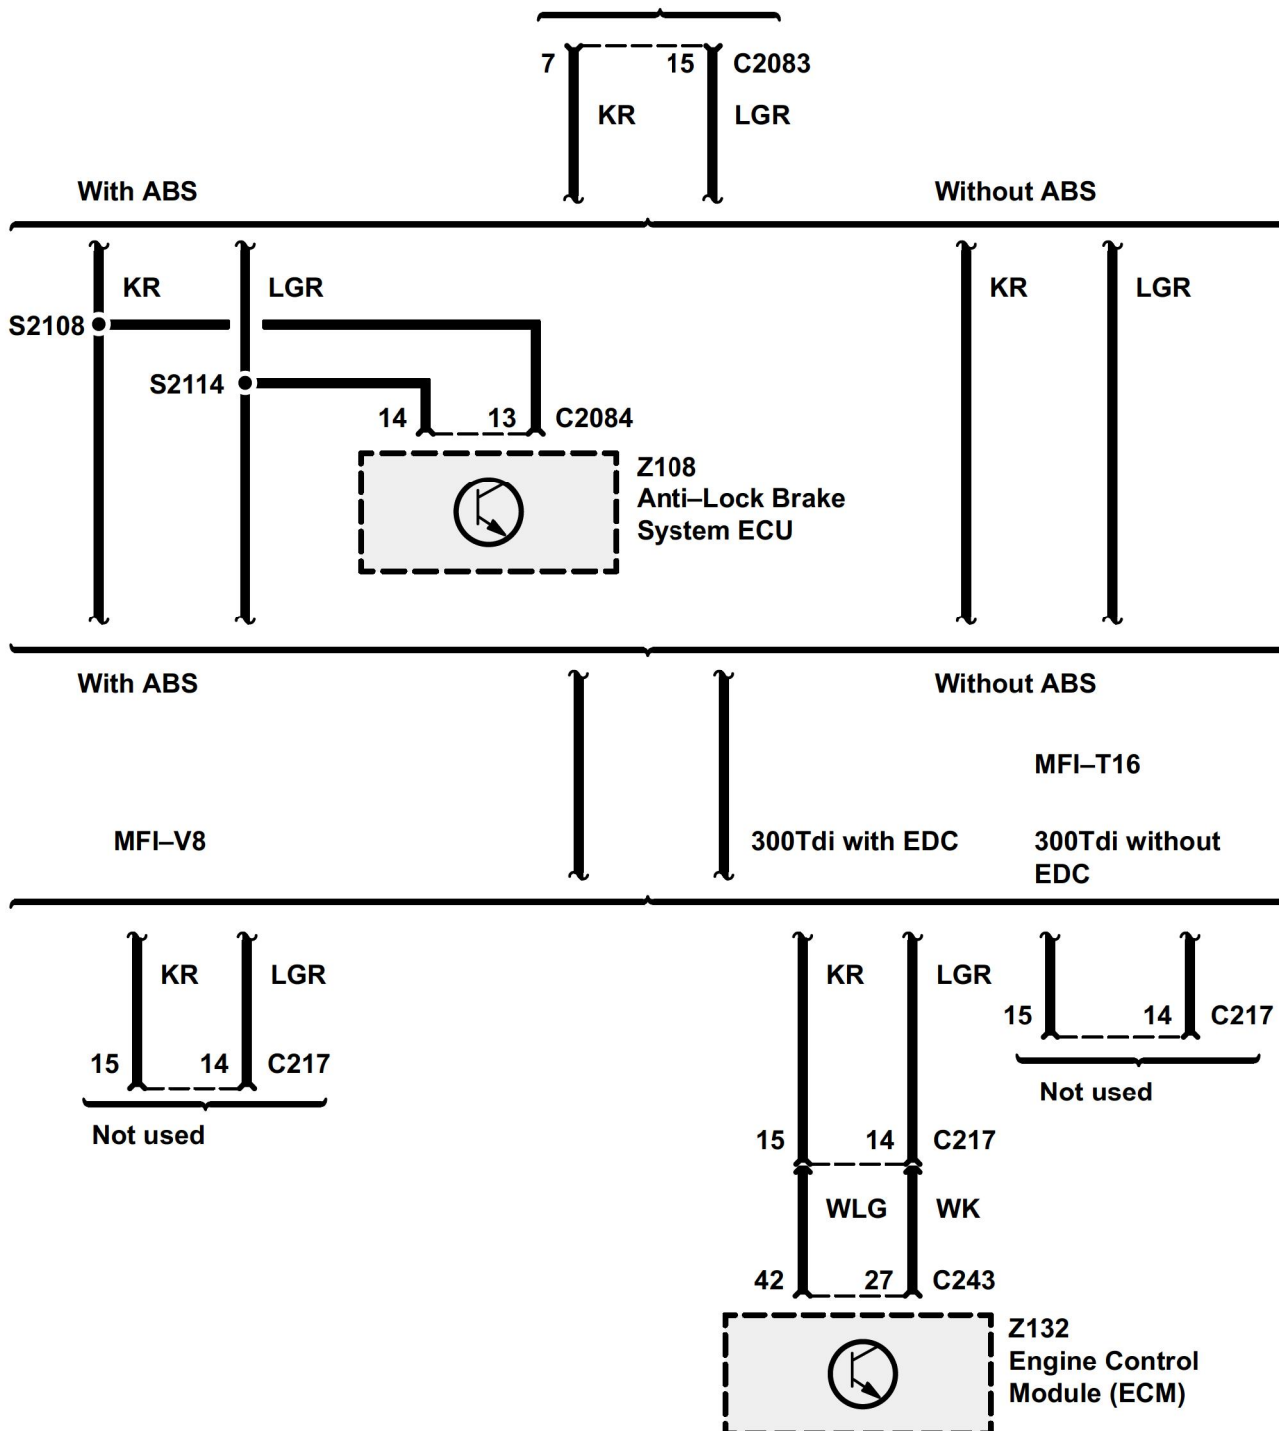 7 15 C2083
KR LGR
With ABS Without ABS
KR LGR KR LGR
S2108
S2114
14 13 C2084
Z108
Anti–Lock Brake
System ECU
With ABS Without ABS
MFI–T16
MFI–V8 300Tdi with EDC 300Tdi without
EDC
KR LGR KR LGR
15 14 C217
15 14 C217
Not used
Not used
15 14 C217
WLG WK
42 27 C243
Z132
Engine Control
Module (ECM)